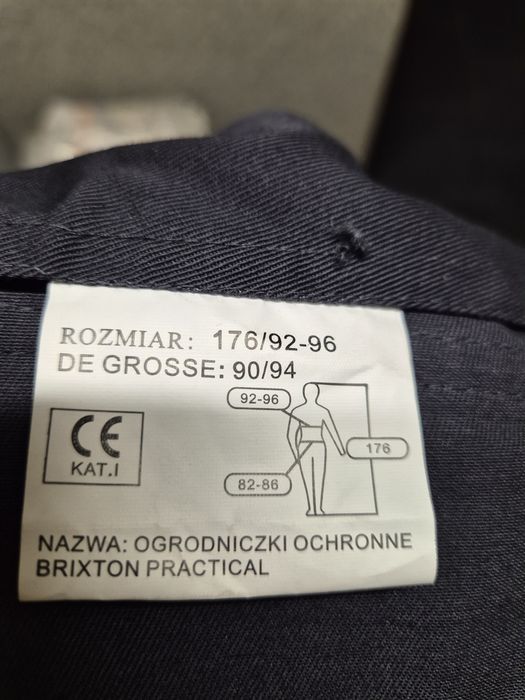 ROZMIAR: 176/92-96
DE GROSSE: 90/94
CE
KAT.I
92-96
176
82-86
NAZWA: OGRODNICZKI OCHRONNE
BRIXTON PRACTICAL